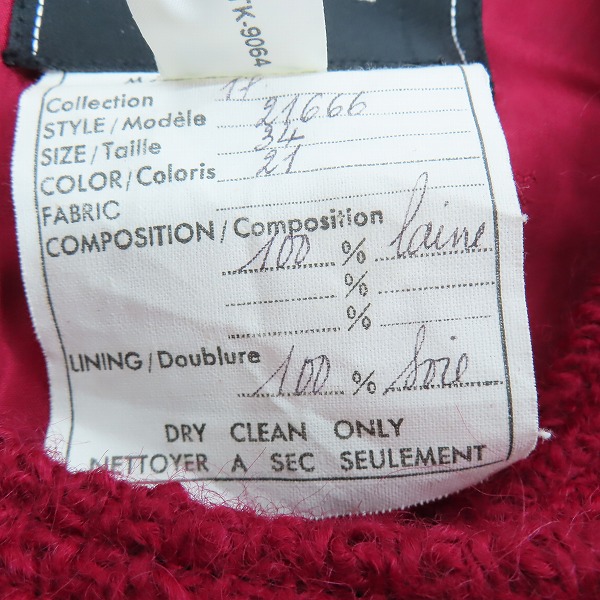 TK-9064
Collection 17
STYLE/Modèle 21666
SIZE/Taille 34
COLOR/Coloris 21
FABRIC
COMPOSITION/Composition
100 % laine
%
%
LINING/Doublure
100 % Soie
DRY CLEAN ONLY
NETTOYER A SEC SEULEMENT